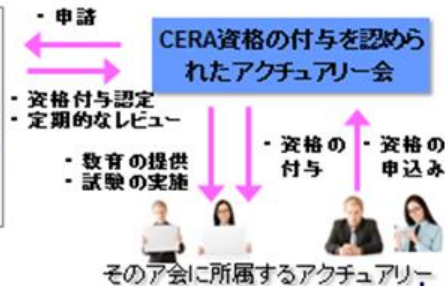 ・申請
CERA資格の付与を認めら
れたアクチュアリー会
・資格付与認定
・定期的なレビュー
・教育の提供
・試験の実施
・資格の
付与
・資格の
申込み
そのア会に所属するアクチュアリー